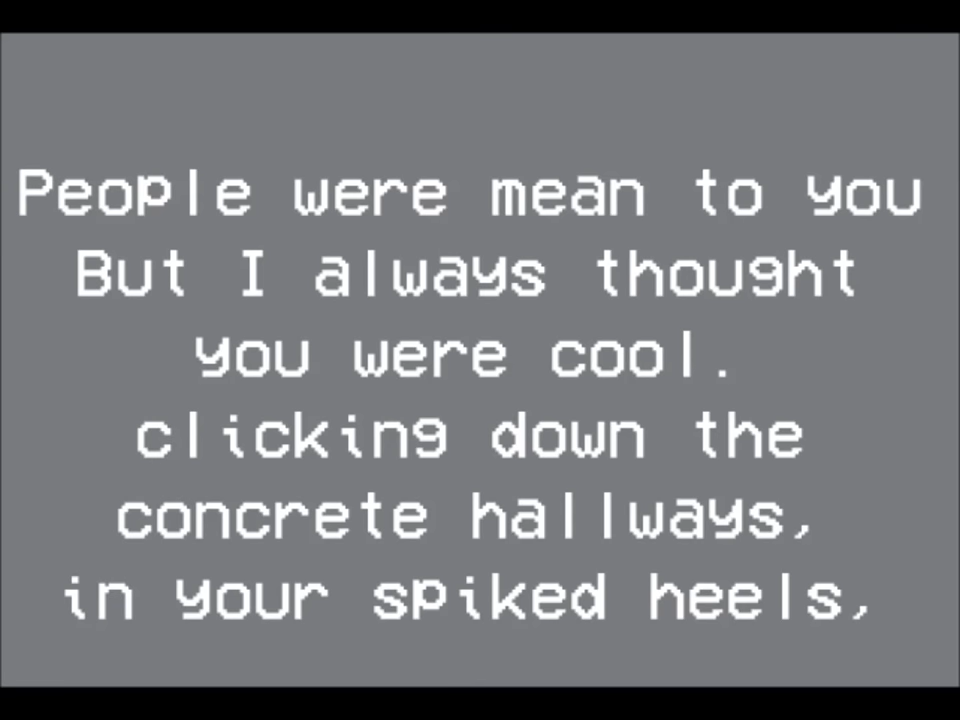 People were mean to you
But I always thought
you were cool.
clicking down the
concrete hallways,
in your spiked heels,